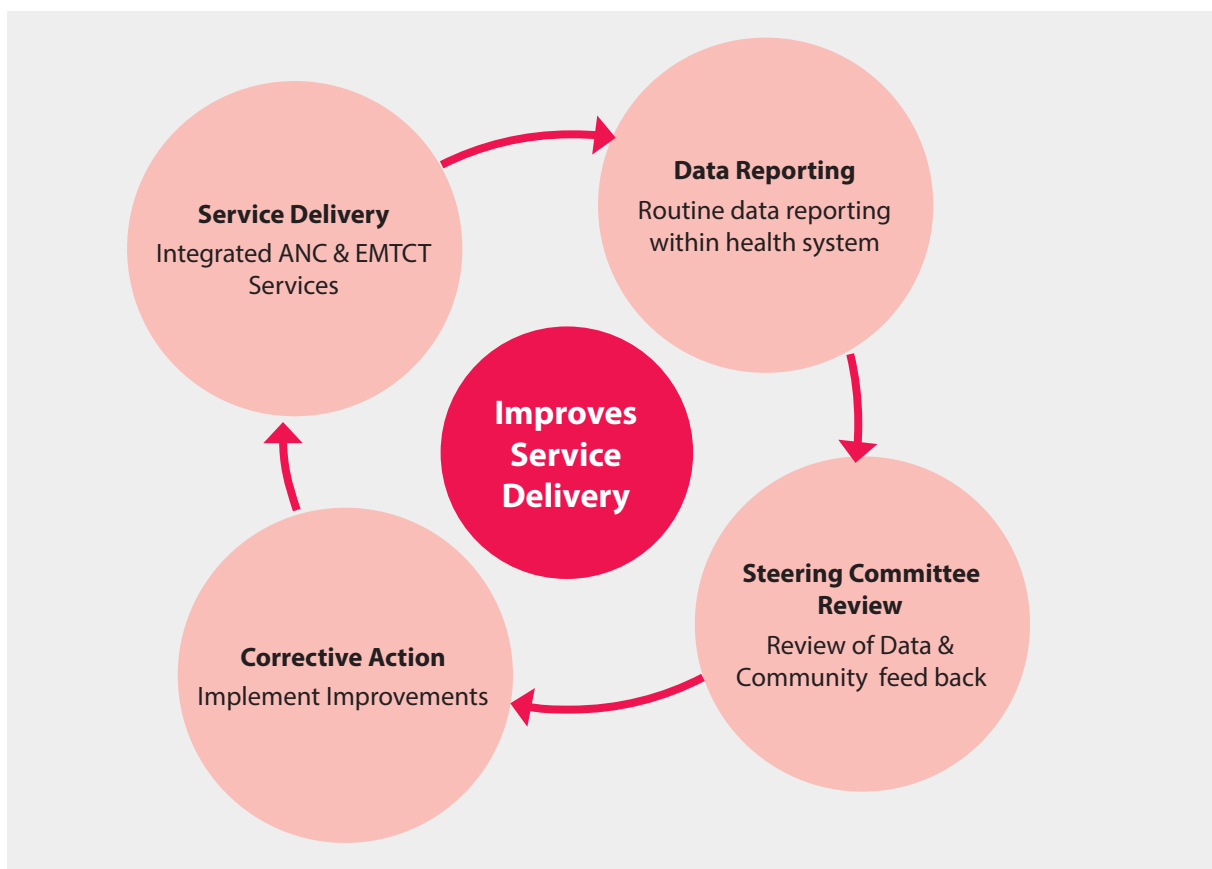 Service Delivery
Integrated ANC & EMTCT
Services
Data Reporting
Routine data reporting
within health system
Improves
Service
Delivery
Steering Committee
Review
Review of Data &
Community  feed back
Corrective Action
Implement Improvements